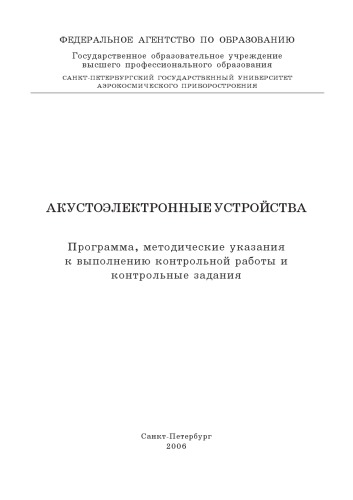 ФЕДЕРАЛЬНОЕ АГЕНТСТВО ПО ОБРАЗОВАНИЮ
Государственное образовательное учреждение
высшего профессионального образования
САНКТ-ПЕТЕРБУРГСКИЙ ГОСУДАРСТВЕННЫЙ УНИВЕРСИТЕТ
АЭРОКОСМИЧЕСКОГО ПРИБОРОСТРОЕНИЯ
АКУСТОЭЛЕКТРОННЫЕ УСТРОЙСТВА
Программа, методические указания
к выполнению контрольной работы и
контрольные задания
Санкт-Петербург
2006